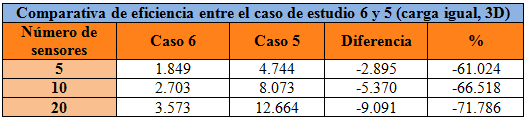 Comparativa de eficiencia entre el caso de estudio 6 y 5 (carga igual, 3D)
Número de sensores Caso 6 Caso 5 Diferencia %
5 1.849 4.744 -2.895 -61.024
10 2.703 8.073 -5.370 -66.518
20 3.573 12.664 -9.091 -71.786